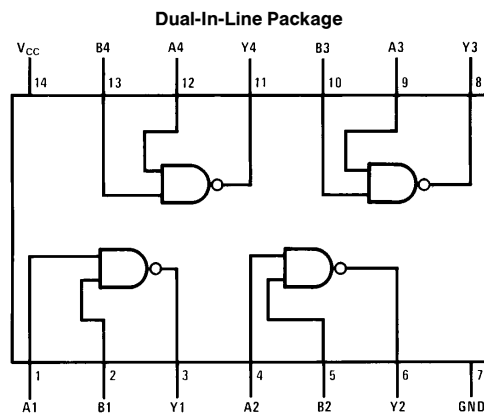 Dual-In-Line Package
VCC B4 A4 Y4 B3 A3 Y3
14 13 12 11 10 9 8
1 2 3 4 5 6 7
A1 B1 Y1 A2 B2 Y2 GND